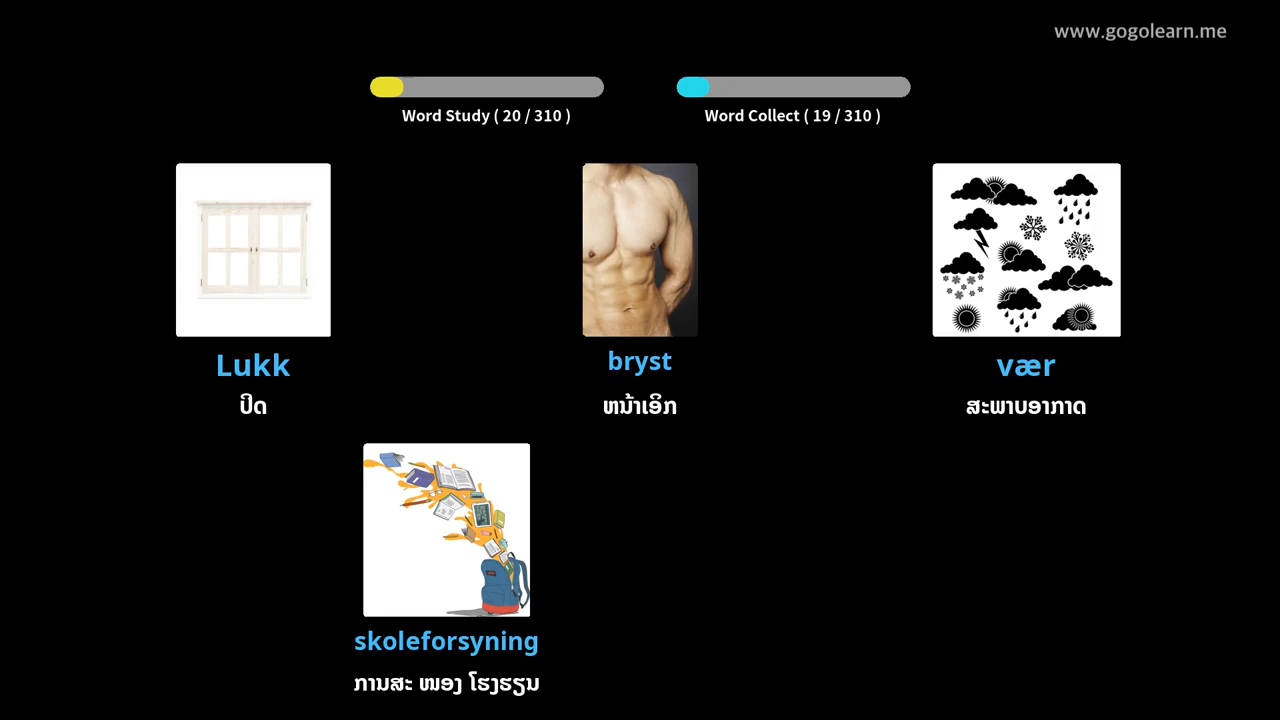 www.gogolearn.me
Word Study ( 20 / 310 )
Word Collect ( 19 / 310 )
Lukk
bryst
vær
ປິດ
ຫນ້າເອິກ
ສະພາບອາກາດ
skoleforsyning
ການສະ ໜອງ ໂຮງຮຽນ